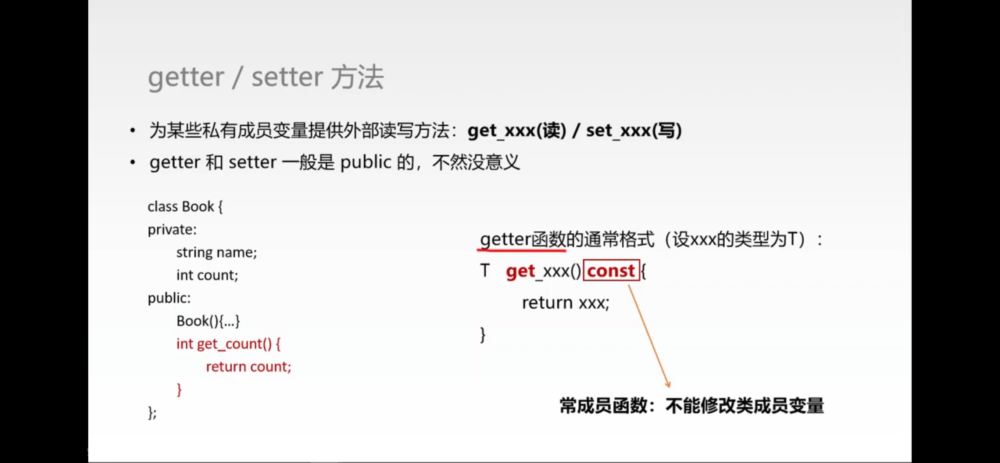 getter / setter 方法
• 为某些私有成员变量提供外部读写方法：get_xxx(读) / set_xxx(写)
• getter 和 setter 一般是 public 的，不然没意义
class Book {
private:
string name;
int count;
public:
Book(){...}
int get_count() {
return count;
}
};
getter函数的通常格式（设xxx的类型为T）：
T get_xxx() const {
return xxx;
}
常成员函数：不能修改类成员变量